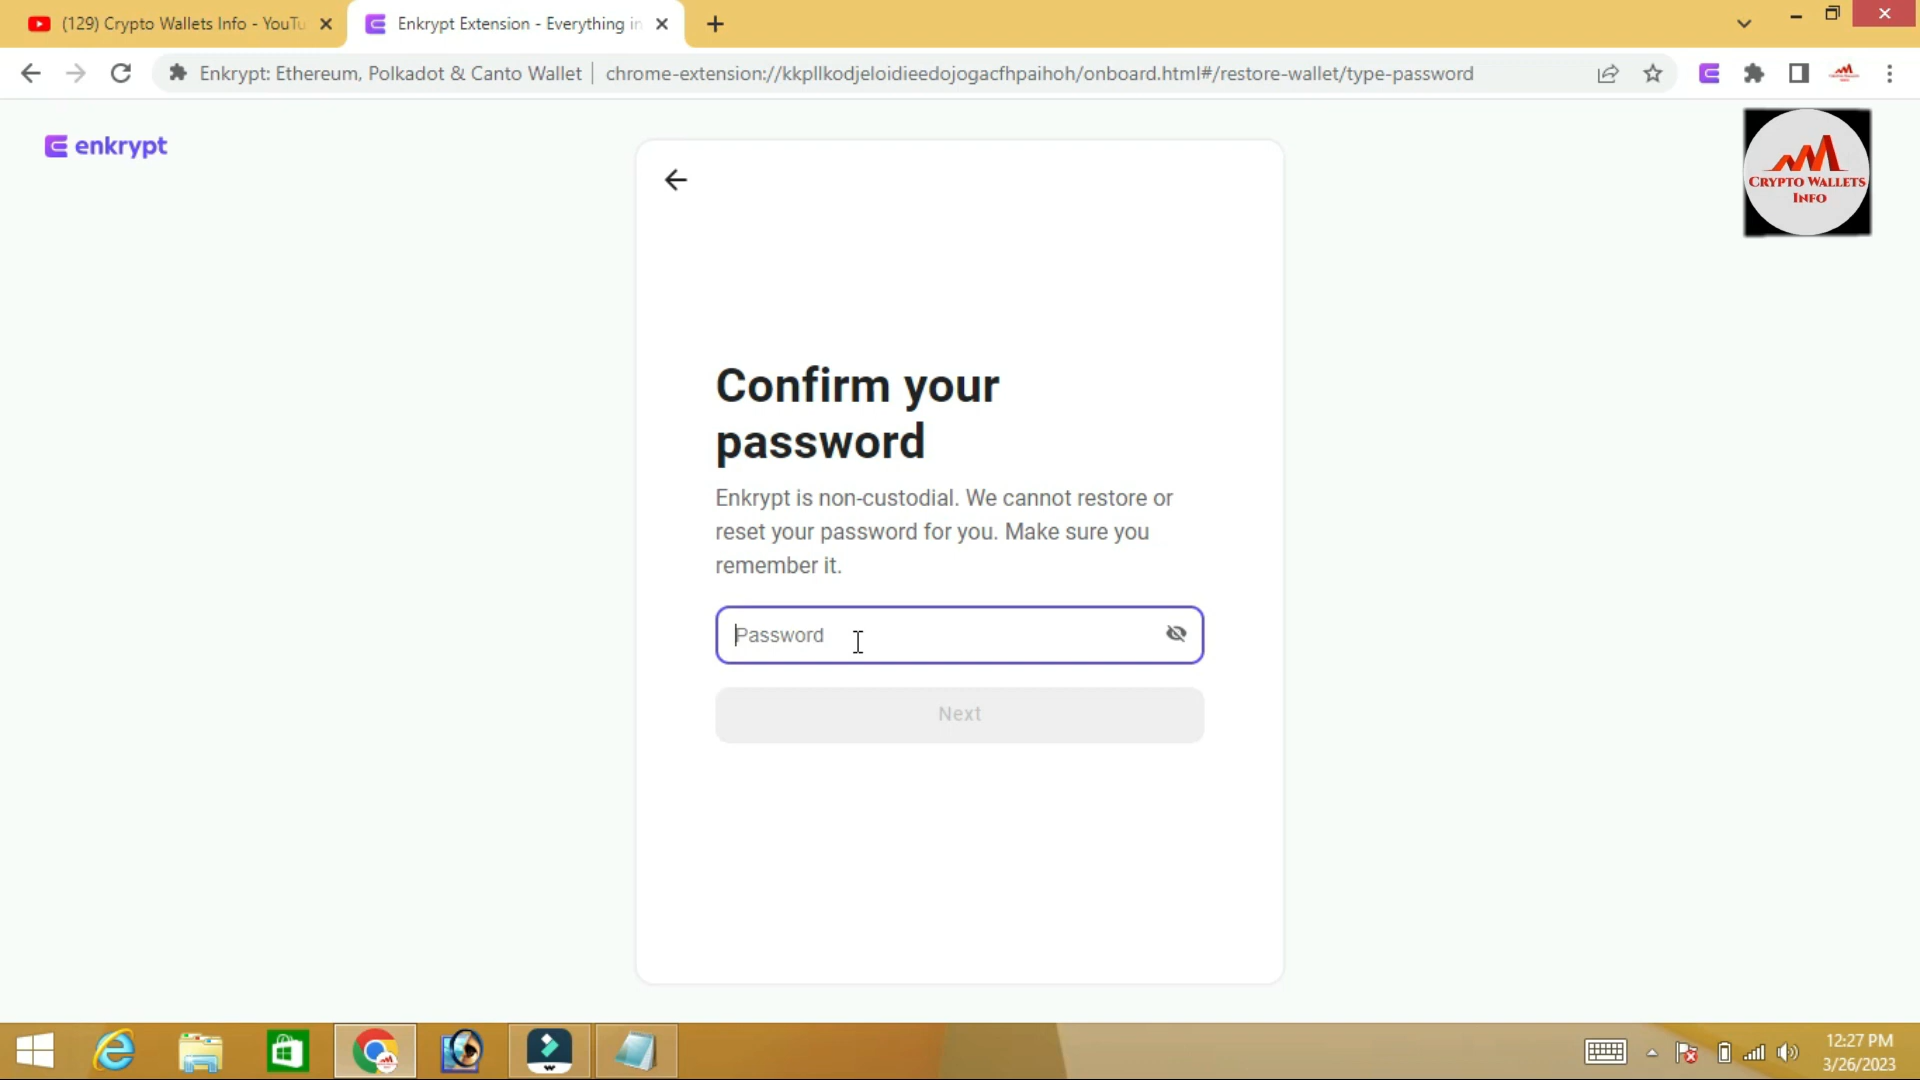 (129) Crypto Wallets Info - YouTu
Enkrypt Extension - Everything in
Enkrypt: Ethereum, Polkadot & Canto Wallet
chrome-extension://kkpllkodjeloidieedojogacfhpaihoh/onboard.html#/restore-wallet/type-password
enkrypt
CRYPTO WALLETS
INFO
Confirm your
password
Enkrypt is non-custodial. We cannot restore or
reset your password for you. Make sure you
remember it.
Password
Next
12:27 PM
3/26/2023